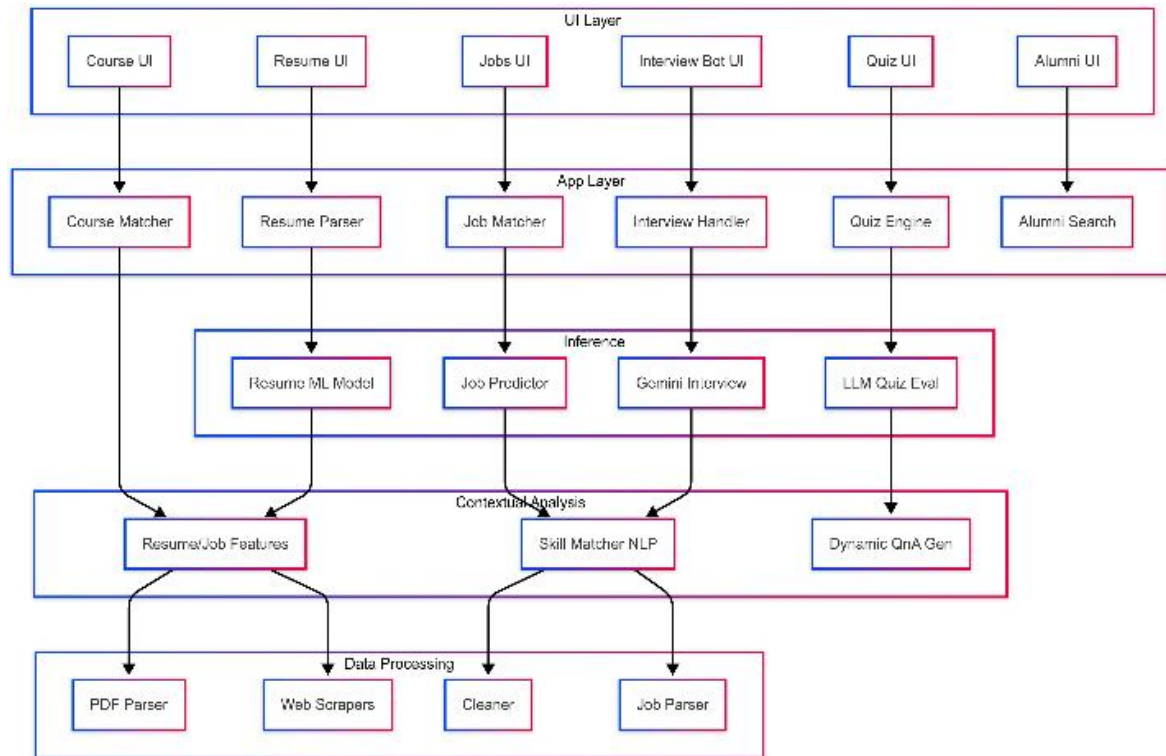 UI Layer
Course UI
Resume UI
Jobs UI
Interview Bot UI
Quiz UI
Alumni UI
App Layer
Course Matcher
Resume Parser
Job Matcher
Interview Handler
Quiz Engine
Alumni Search
Inference
Resume ML Model
Job Predictor
Gemini Interview
LLM Quiz Eval
Contextual Analysis
Resume/Job Features
Skill Matcher NLP
Dynamic QnA Gen
Data Processing
PDF Parser
Web Scrapers
Cleaner
Job Parser